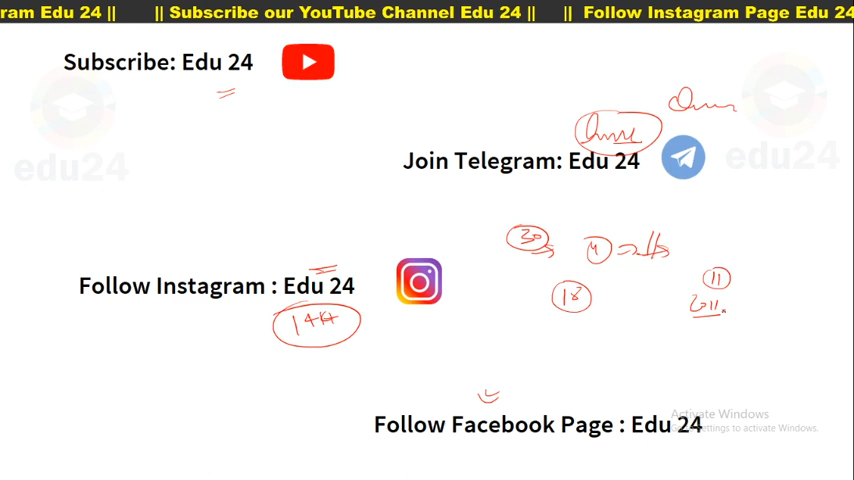 ram Edu 24 || || Subscribe our YouTube Channel Edu 24 || || Follow Instagram Page Edu 24
Subscribe: Edu 24
Join Telegram: Edu 24
edu24
edu24
30
18
11
Follow Instagram : Edu 24
Activate Windows
Go to Settings to activate Windows.
Follow Facebook Page : Edu 24